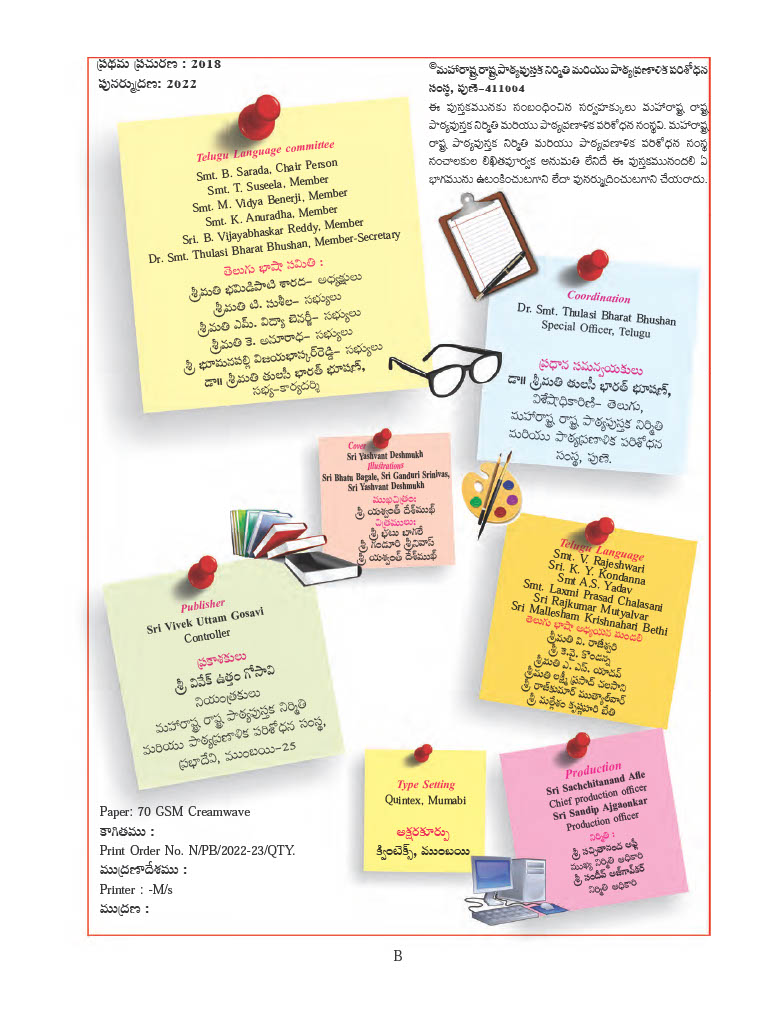 ప్రథమ ప్రచురణ : 2018
పునర్ముద్రణ: 2022
©మహారాష్ట్ర రాష్ట్ర పాఠ్యపుస్తక నిర్మితి మరియు పాఠ్యప్రణాళిక పరిశోధన
సంస్థ, పుణె-411004
ఈ పుస్తకమునకు సంబంధించిన సర్వహక్కులు మహారాష్ట్ర రాష్ట్ర
పాఠ్యపుస్తక నిర్మితి మరియు పాఠ్యప్రణాళిక పరిశోధన సంస్థవి. మహారాష్ట్ర
రాష్ట్ర పాఠ్యపుస్తక నిర్మితి మరియు పాఠ్యప్రణాళిక పరిశోధన సంస్థ
సంచాలకుల లిఖితపూర్వక అనుమతి లేనిదే ఈ పుస్తకమునందలి ఏ
భాగమును ఉటంకించుటగాని లేదా పునర్ముదించుటగాని చేయరాదు.
Telugu Language committee
Smt. B. Sarada, Chair Person
Smt. T. Suseela, Member
Smt. M. Vidya Benerji, Member
Smt. K. Anuradha, Member
Sri. B. Vijayabhaskar Reddy, Member
Dr. Smt. Thulasi Bharat Bhushan, Member-Secretary
తెలుగు భాషా సమితి :
శ్రీమతి భమిడిపాటి శారద- అధ్యక్షులు
శ్రీమతి టి. సుశీల- సభ్యులు
శ్రీమతి ఎమ్. విద్యా బెనర్జీ- సభ్యులు
శ్రీమతి కె. అనూరాధ- సభ్యులు
శ్రీ భూమనపల్లి విజయభాస్కర్‌రెడ్డి- సభ్యులు
డా॥ శ్రీమతి తులసీ భారత్ భూషణ్,
సభ్య-కార్యదర్శి
Coordination
Dr. Smt. Thulasi Bharat Bhushan
Special Officer, Telugu
ప్రధాన సమన్వయకులు
డా॥ శ్రీమతి తులసీ భారత్ భూషణ్,
విశేషాధికారిణి- తెలుగు,
మహారాష్ట్ర రాష్ట్ర పాఠ్యపుస్తక నిర్మితి
మరియు పాఠ్యప్రణాళిక పరిశోధన
సంస్థ, పుణె.
Cover
Sri Yashvant Deshmukh
Illustrations
Sri Bhatu Bagale, Sri Ganduri Srinivas,
Sri Yashvant Deshmukh
ముఖచిత్రం:
శ్రీ యశ్వంత్ దేశ్‌ముఖ్
చిత్రములు:
శ్రీ భటు భాగలే
శ్రీ గండూరి శ్రీనివాస్
శ్రీ యశ్వంత్ దేశ్‌ముఖ్
Telugu Language
Smt. V. Rajeshwari
Sri. K. Y. Kondanna
Smt A.S. Yadav
Smt. Laxmi Prasad Chalasani
Sri Rajkumar Mutyalvar
Sri Mallesham Krishnahari Bethi
తెలుగు భాషా అధ్యయన మండలి
శ్రీమతి వి. రాజేశ్వరి
శ్రీ కె.వై. కొండన్న
శ్రీమతి ఎ. ఎస్. యాదవ్
శ్రీమతి లక్ష్మీ ప్రసాద్ చలసాని
శ్రీ రాజ్‌కుమార్ ముత్యాల్‌వార్
శ్రీ మల్లేశం కృష్ణహరి బేతి
Publisher
Sri Vivek Uttam Gosavi
Controller
ప్రకాశకులు
శ్రీ వివేక్ ఉత్తం గోసావి
నియంత్రకులు
మహారాష్ట్ర రాష్ట్ర పాఠ్యపుస్తక నిర్మితి
మరియు పాఠ్యప్రణాళిక పరిశోధన సంస్థ,
ప్రభాదేవి, ముంబయి-25
Type Setting
Quintex, Mumabi
అక్షరకూర్పు
క్వింటెక్స్, ముంబయి
Production
Sri Sachchitanand Afle
Chief production officer
Sri Sandip Ajgaonkar
Production officer
నిర్మితి :
శ్రీ సచ్చితానంద ఆఫ్లే
ముఖ్య నిర్మితి అధికారి
శ్రీ సందీప్ ఆజ్‌గావ్‌కర్
నిర్మితి అధికారి
Paper: 70 GSM Creamwave
కాగితము :
Print Order No. N/PB/2022-23/QTY.
ముద్రణాదేశము :
Printer : -M/s
ముద్రణ :
B